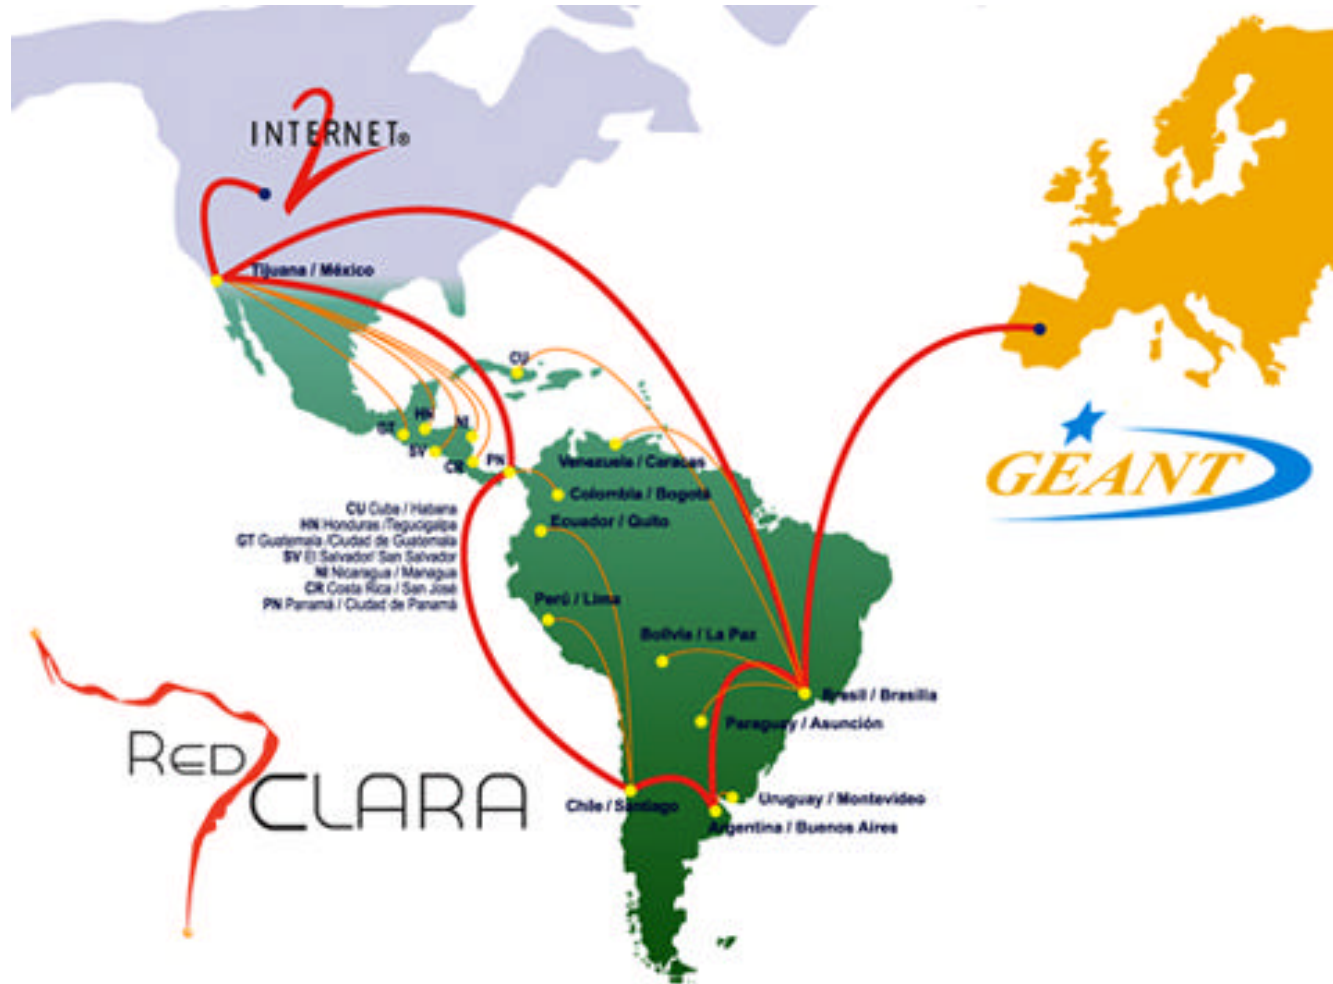 INTERNET®
2
Tijuana / México
CU
HN
GT
NI
SV
CR
PN
Venezuela / Caracas
Colombia / Bogotá
Ecuador / Quito
CU Cuba / Habana
HN Honduras /Tegucigalpa
GT Guatemala /Ciudad de Guatemala
SV El Salvador/ San Salvador
NI Nicaragua / Managua
CR Costa Rica / San José
PN Panamá / Ciudad de Panamá
Perú / Lima
Bolivia / La Paz
Brasil / Brasilia
Paraguay / Asunción
Chile / Santiago
Uruguay / Montevideo
Argentina / Buenos Aires
GEANT
RED
CLARA